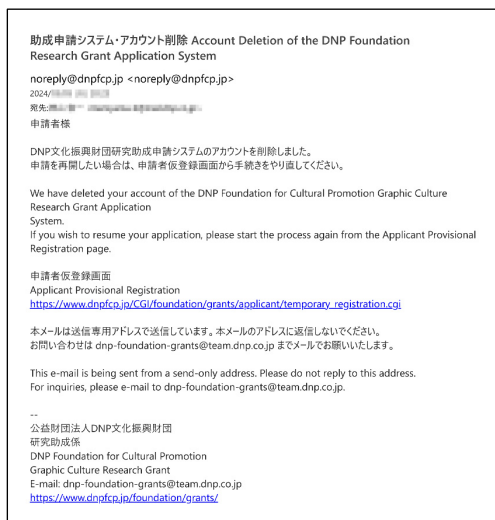 助成申請システム・アカウント削除 Account Deletion of the DNP Foundation
Research Grant Application System
noreply@dnpfcp.jp <noreply@dnpfcp.jp>
2024/
宛先:
申請者様
DNP文化振興財団研究助成申請システムのアカウントを削除しました。
申請を再開したい場合は、申請者仮登録画面から手続きをやり直してください。
We have deleted your account of the DNP Foundation for Cultural Promotion Graphic Culture
Research Grant Application
System.
If you wish to resume your application, please start the process again from the Applicant Provisional
Registration page.
申請者仮登録画面
Applicant Provisional Registration
https://www.dnpfcp.jp/CGI/foundation/grants/applicant/temporary_registration.cgi
本メールは送信専用アドレスで送信しています。本メールのアドレスに返信しないでください。
お問い合わせは dnp-foundation-grants@team.dnp.co.jp までメールでお願いいたします。
This e-mail is being sent from a send-only address. Please do not reply to this address.
For inquiries, please e-mail to dnp-foundation-grants@team.dnp.co.jp.
--
公益財団法人DNP文化振興財団
研究助成係
DNP Foundation for Cultural Promotion
Graphic Culture Research Grant
E-mail: dnp-foundation-grants@team.dnp.co.jp
https://www.dnpfcp.jp/foundation/grants/